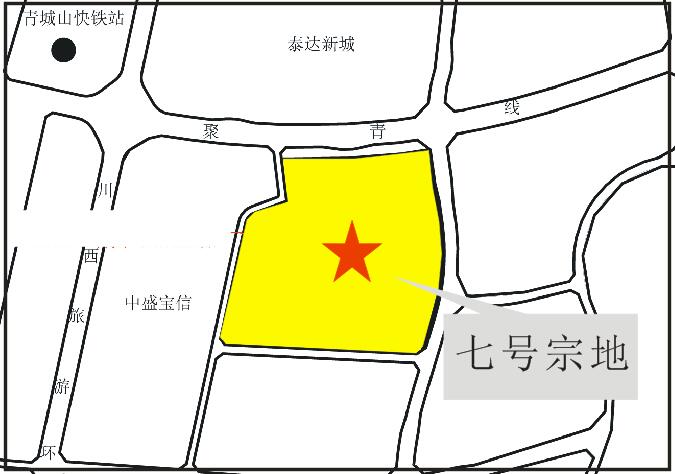 青城山快铁站
泰达新城
聚青线
川西旅游环
中盛宝信
七号宗地